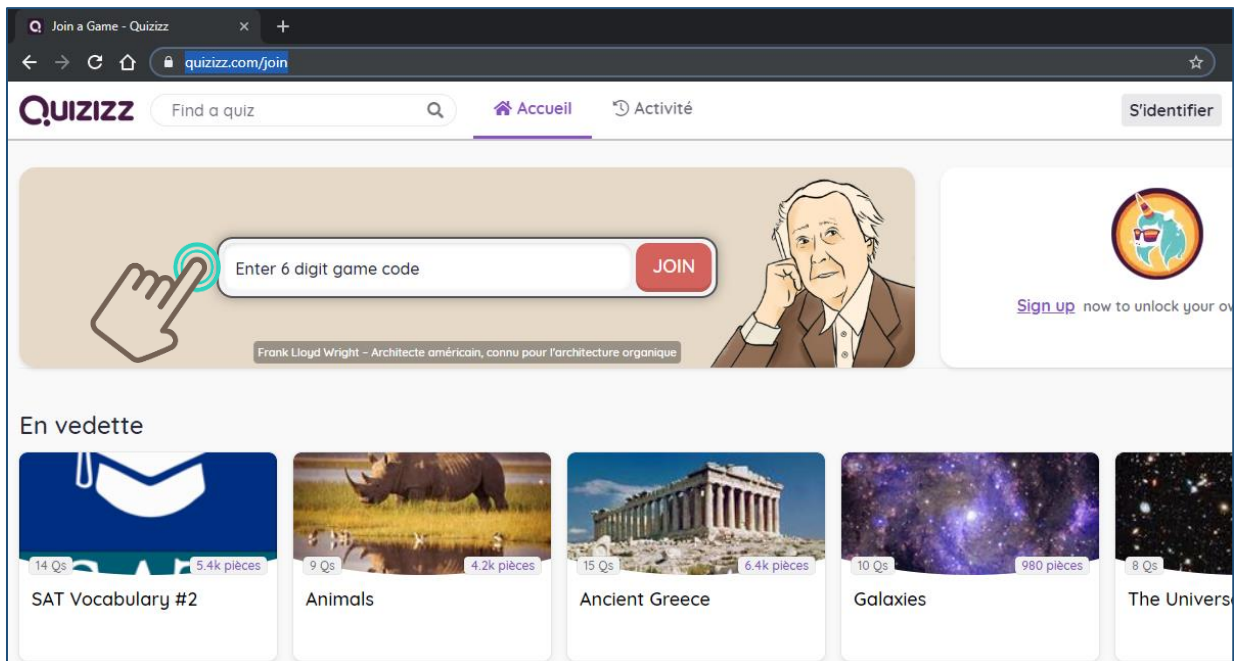 Join a Game - Quizizz
quizizz.com/join
QUIZIZZ
Find a quiz
Accueil
Activité
S'identifier
Enter 6 digit game code
JOIN
Frank Lloyd Wright – Architecte américain, connu pour l'architecture organique
Sign up now to unlock your
En vedette
14 Qs
5.4k pièces
9 Qs
4.2k pièces
15 Qs
6.4k pièces
10 Qs
980 pièces
8 Qs
SAT Vocabulary #2
Animals
Ancient Greece
Galaxies
The Univers